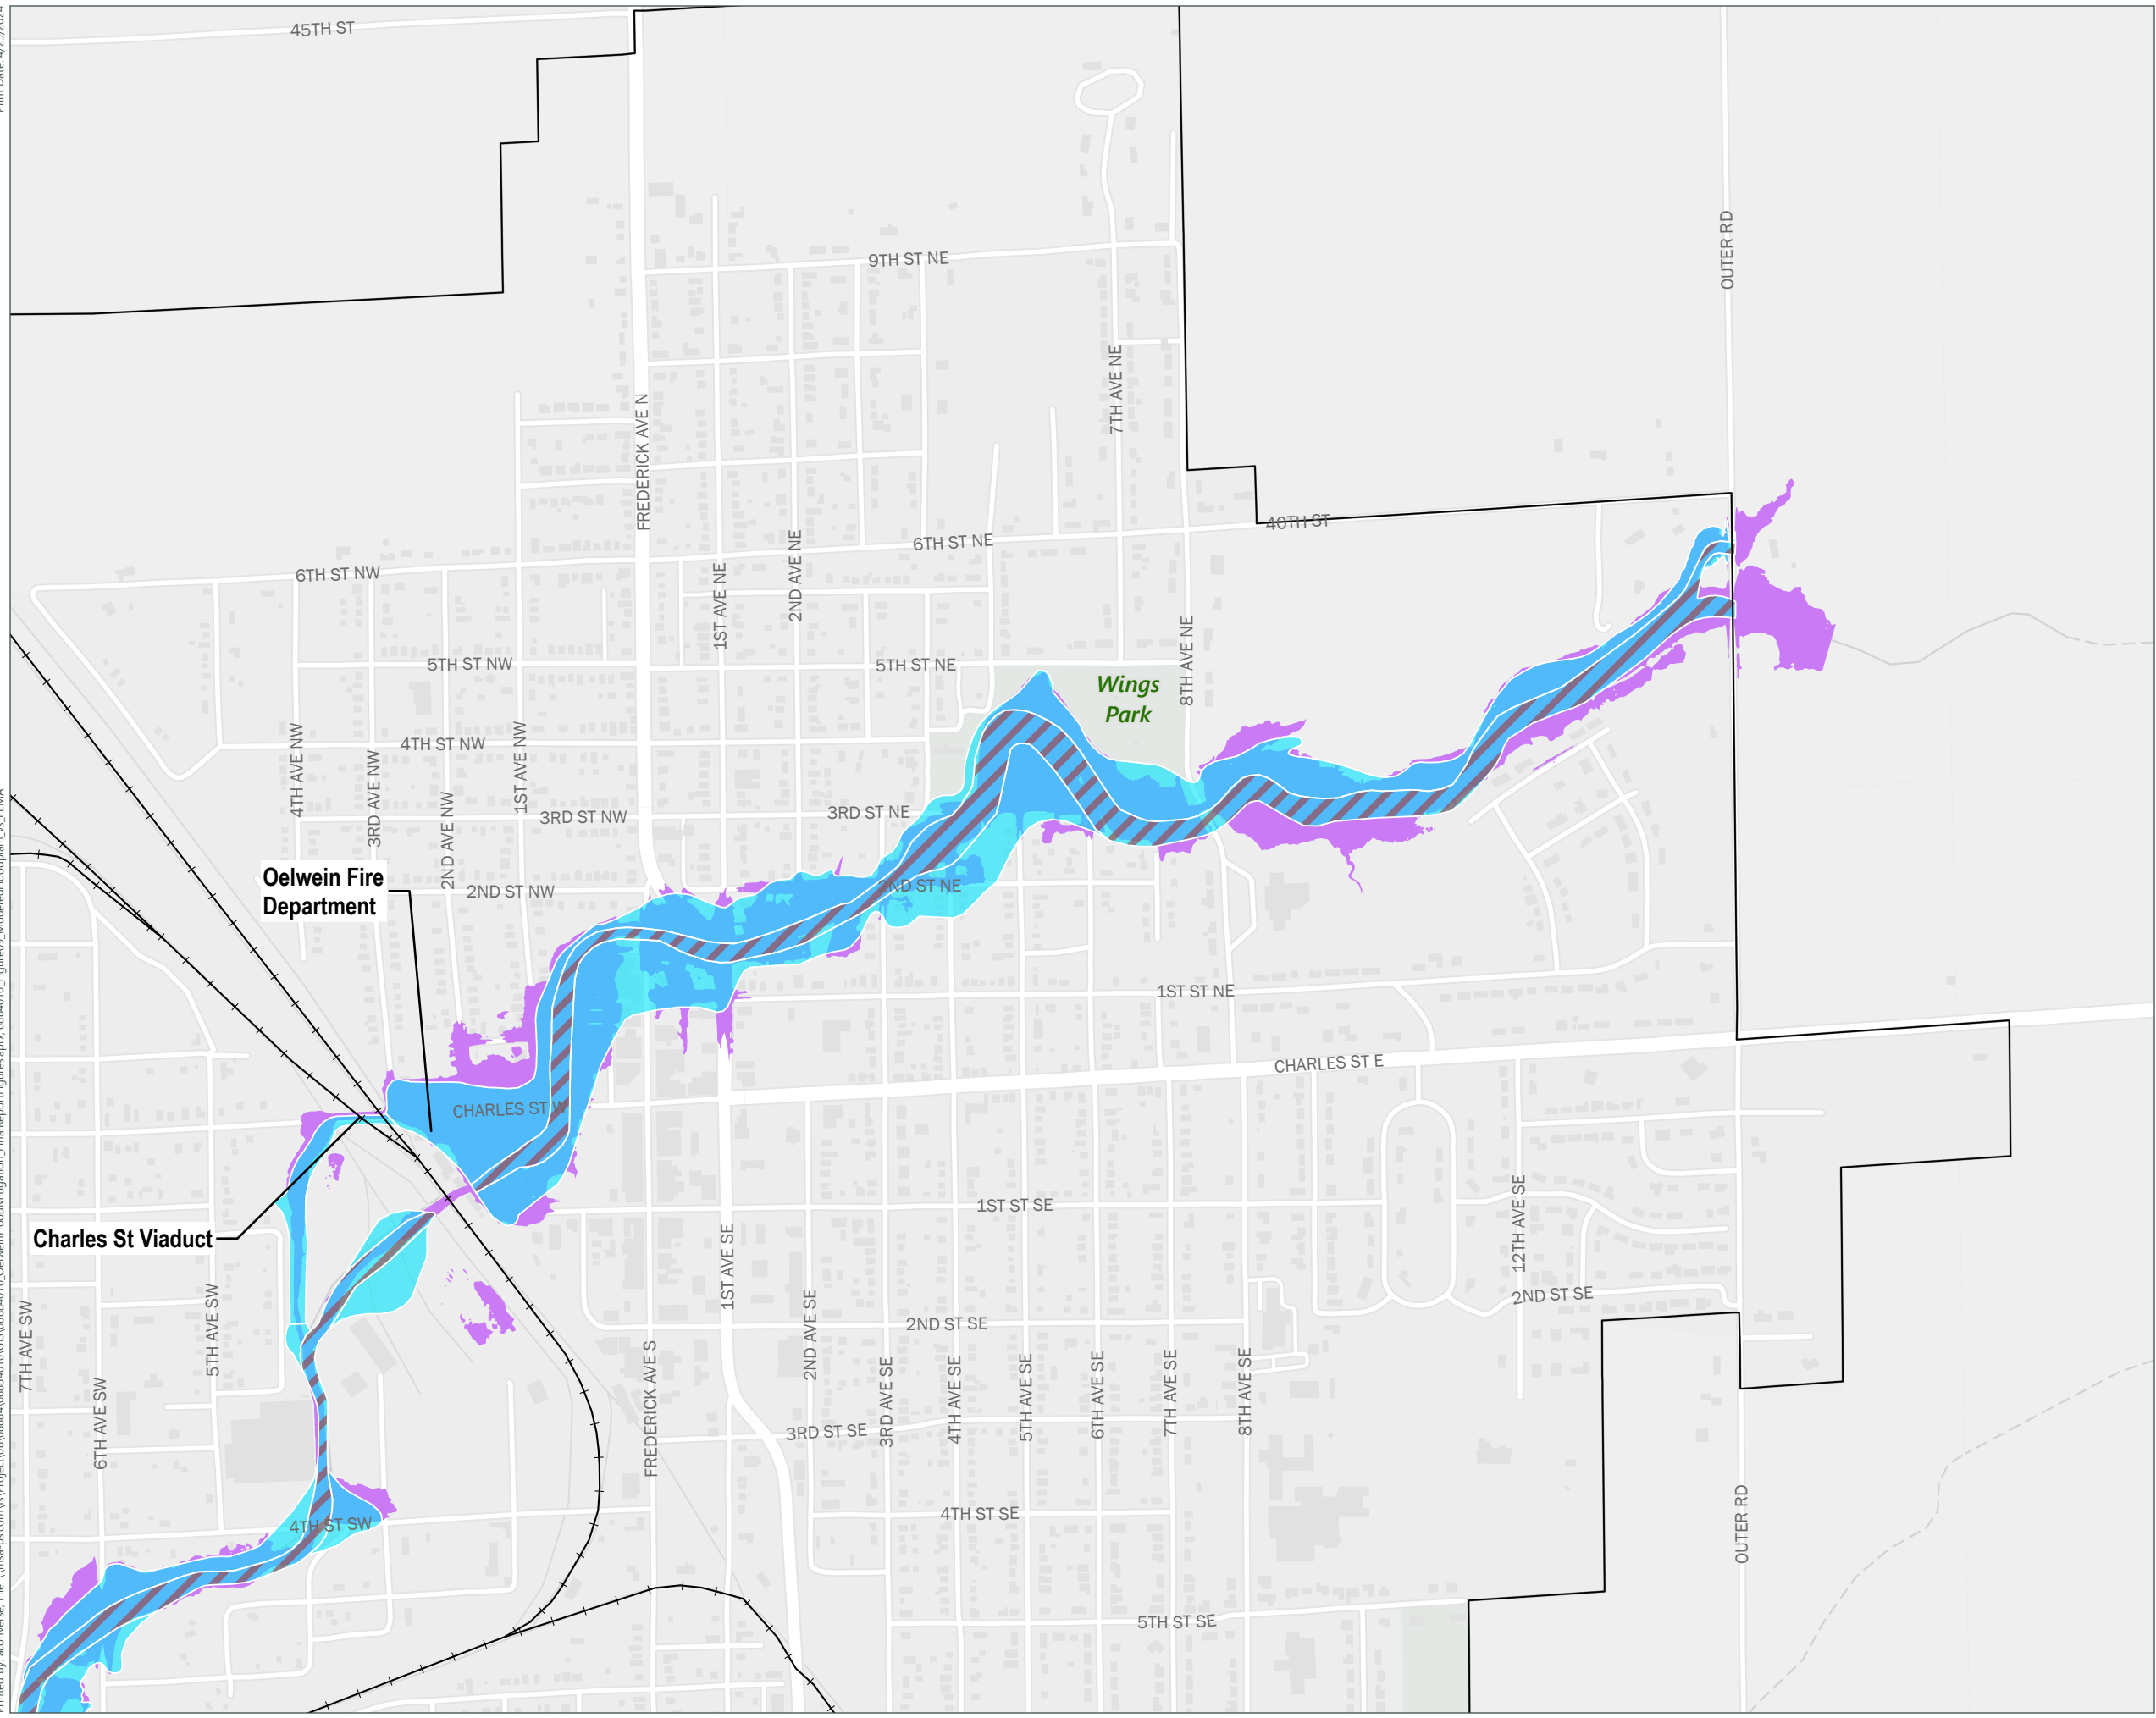 45TH ST
OUTER RD
9TH ST NE
7TH AVE NE
FREDERICK AVE N
40TH ST
6TH ST NE
2ND AVE NE
1ST AVE NE
6TH ST NW
8TH AVE NE
5TH ST NW
5TH ST NE
Wings
Park
4TH AVE NW
3RD AVE NW
4TH ST NW
1ST AVE NW
2ND AVE NW
3RD ST NW
3RD ST NE
Oelwein Fire
Department
2ND ST NW
2ND ST NE
1ST ST NE
CHARLES ST E
CHARLES ST W
Charles St Viaduct
1ST ST SE
12TH AVE SE
1ST AVE SE
2ND ST SE
7TH AVE SW
5TH AVE SW
2ND AVE SE
2ND ST SE
6TH AVE SW
FREDERICK AVE S
3RD AVE SE
4TH AVE SE
5TH AVE SE
6TH AVE SE
7TH AVE SE
8TH AVE SE
3RD ST SE
4TH ST SW
4TH ST SE
OUTER RD
5TH ST SE